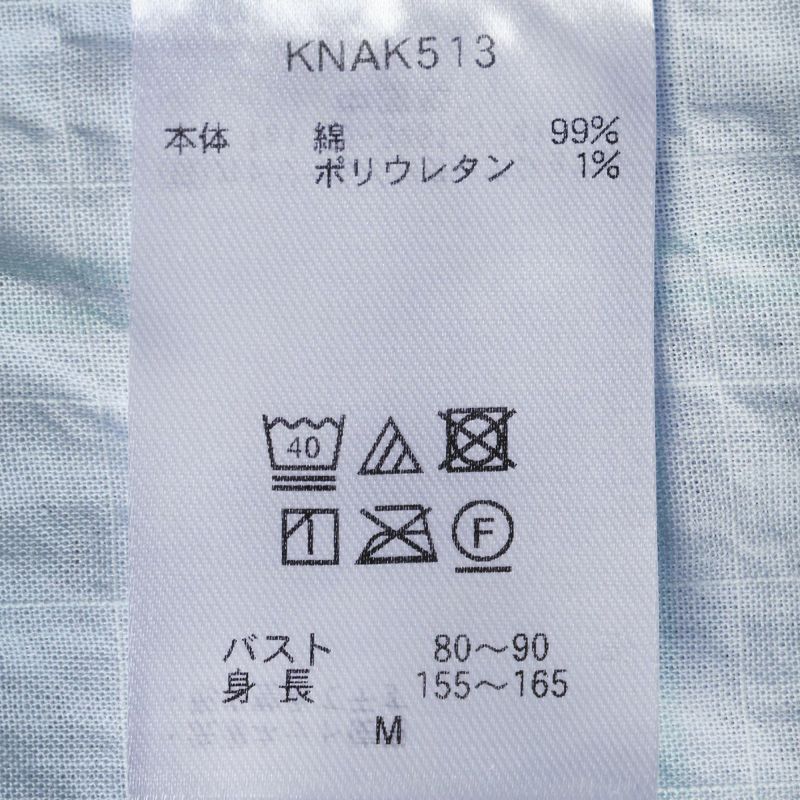 KNAK513
本体 綿 99%
ポリウレタン 1%
40
F
バスト 80〜90
身長 155〜165
M